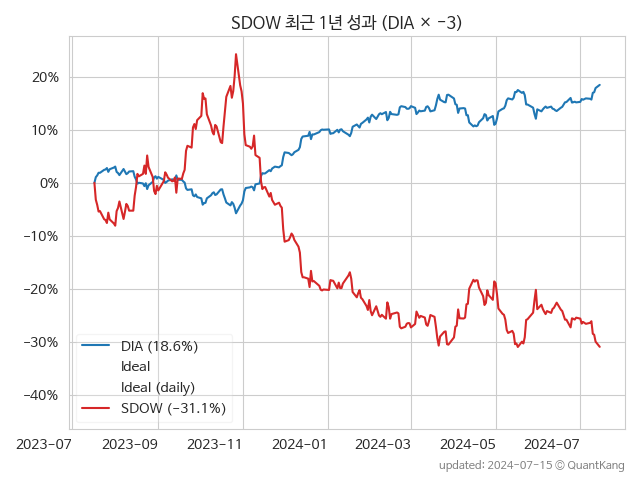 SDOW 최근 1년 성과 (DIA × −3)
20%
10%
0%
−10%
−20%
−30%
−40%
DIA (18.6%)
Ideal
Ideal (daily)
SDOW (−31.1%)
2023−07
2023−09
2023−11
2024−01
2024−03
2024−05
2024−07
updated: 2024−07−15 © QuantKang